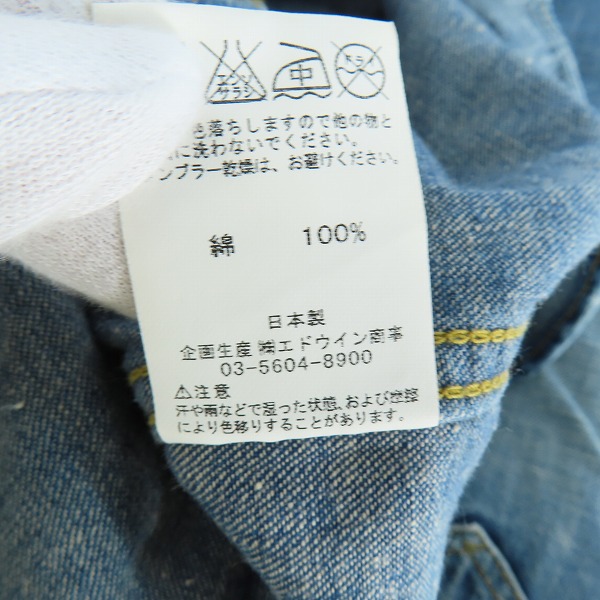 エンソ サラシ 中 ドライ
色落ちしますので他の物と
に洗わないでください。
ンブラー乾燥は、お避けください。
綿 100%
日本製
企画生産 ㈱エドウイン商事
03-5604-8900
⚠注意
汗や雨などで湿った状態、および摩擦
により色移りすることがあります。